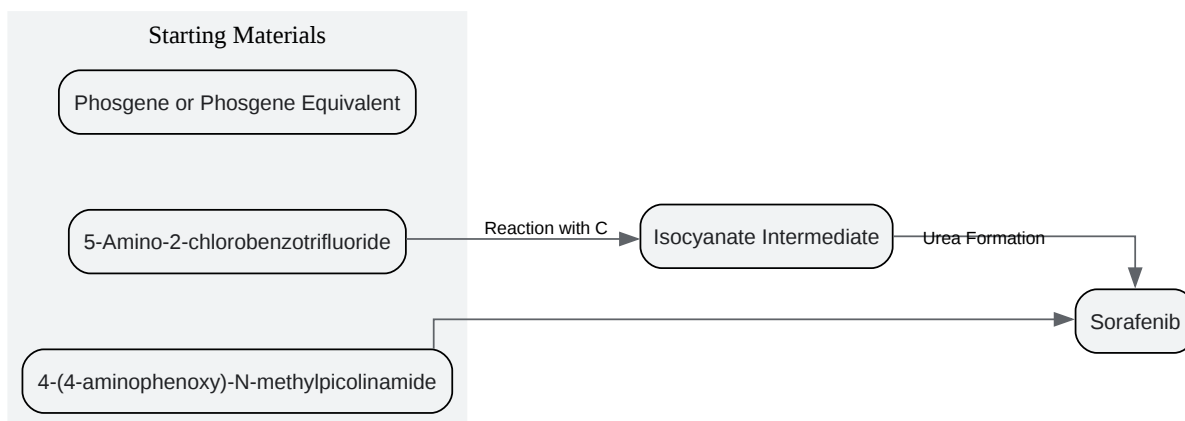 Starting Materials
Phosgene or Phosgene Equivalent
5-Amino-2-chlorobenzotrifluoride
Reaction with C
Isocyanate Intermediate
Urea Formation
Sorafenib
4-(4-aminophenoxy)-N-methylpicolinamide